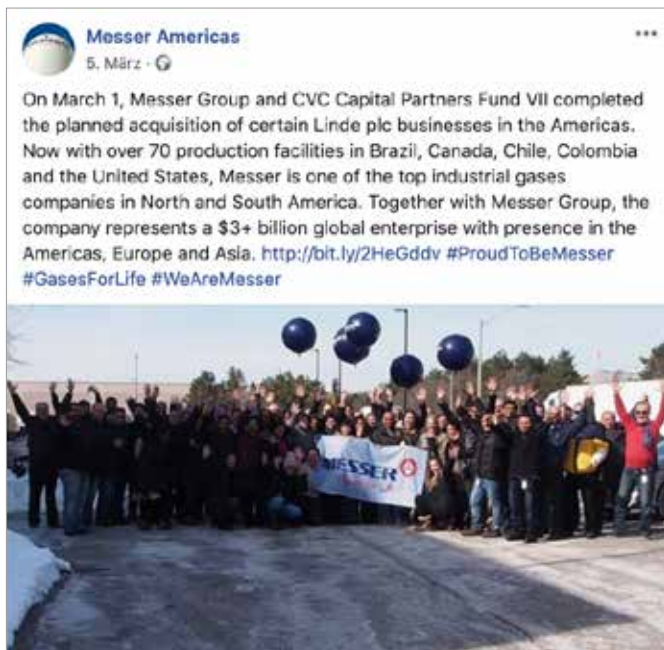 Messer Americas
5. März ·
On March 1, Messer Group and CVC Capital Partners Fund VII completed
the planned acquisition of certain Linde plc businesses in the Americas.
Now with over 70 production facilities in Brazil, Canada, Chile, Colombia
and the United States, Messer is one of the top industrial gases
companies in North and South America. Together with Messer Group, the
company represents a $3+ billion global enterprise with presence in the
Americas, Europe and Asia. http://bit.ly/2HeGddv #ProudToBeMesser
#GasesForLife #WeAreMesser
MESSER